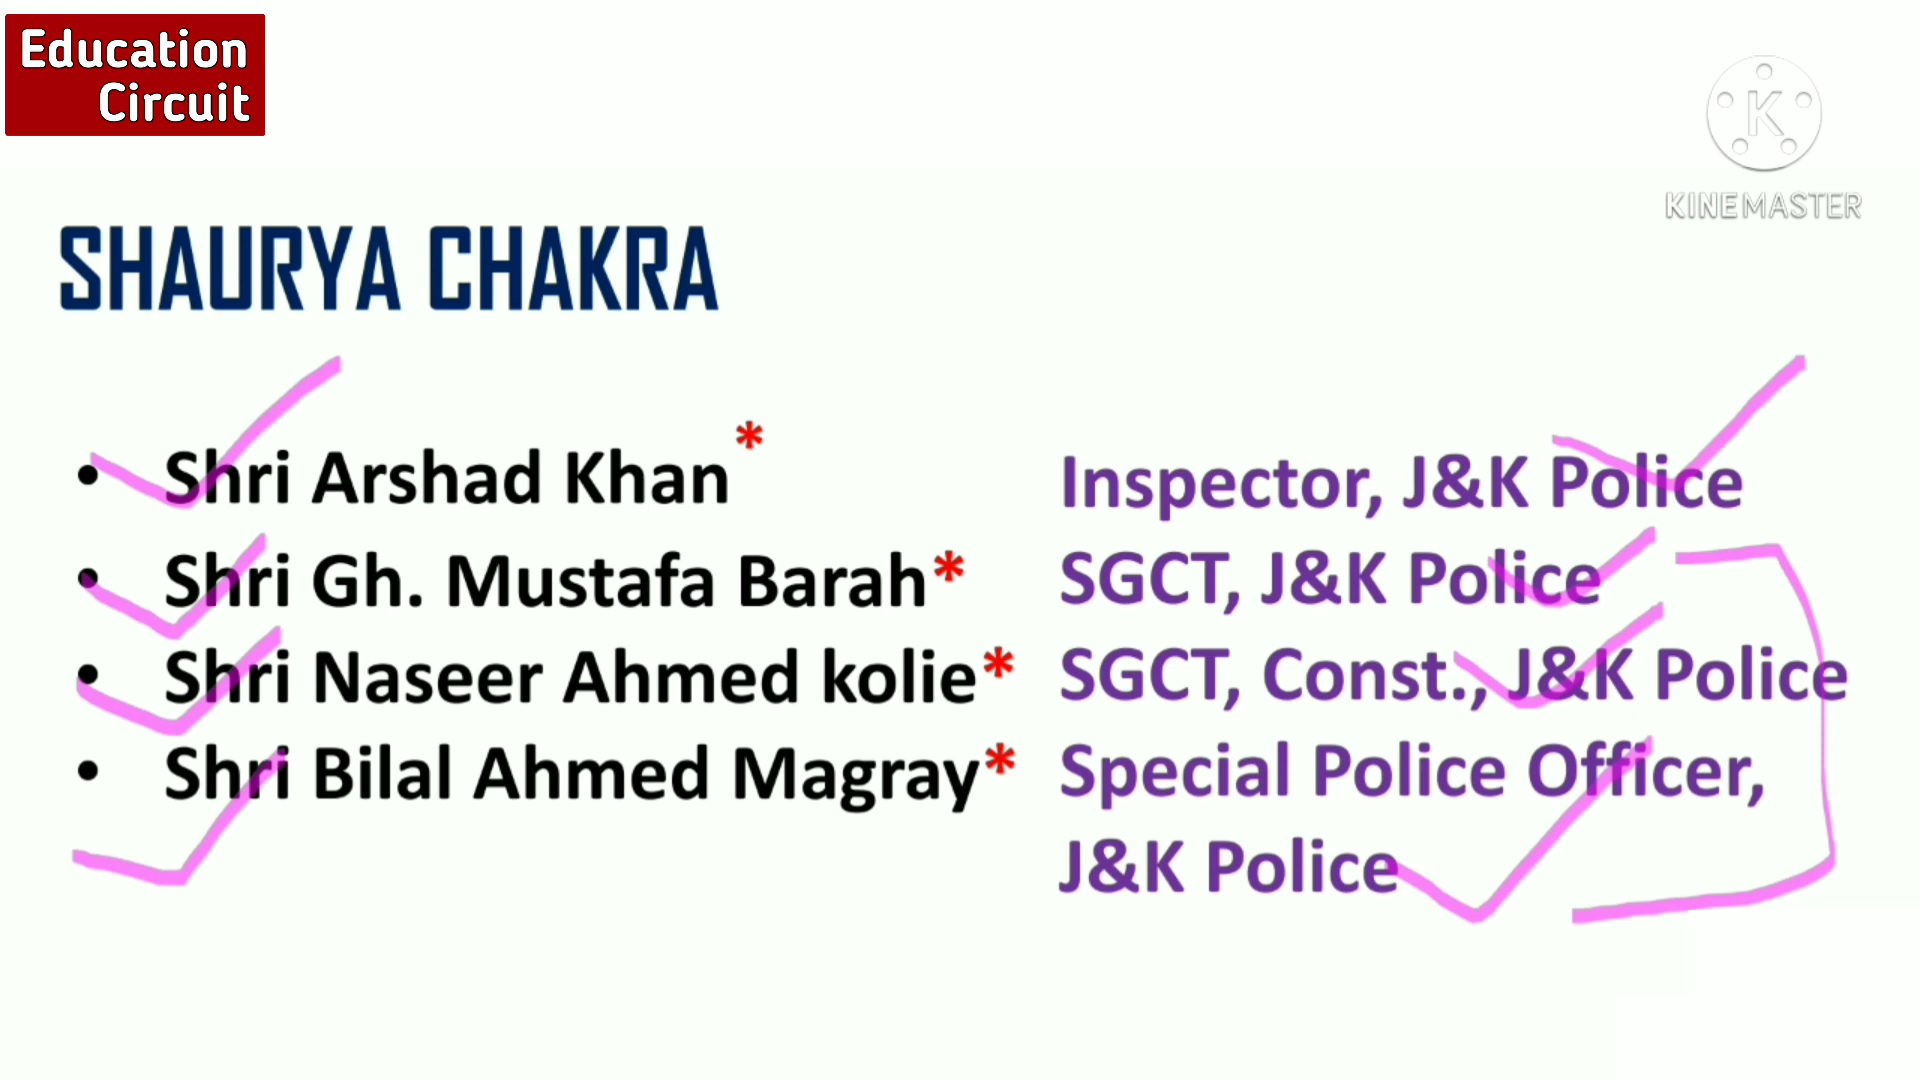 Education
Circuit
K
KINEMASTER
SHAURYA CHAKRA
• Shri Arshad Khan* Inspector, J&K Police
• Shri Gh. Mustafa Barah* SGCT, J&K Police
• Shri Naseer Ahmed kolie* SGCT, Const., J&K Police
• Shri Bilal Ahmed Magray* Special Police Officer,
J&K Police